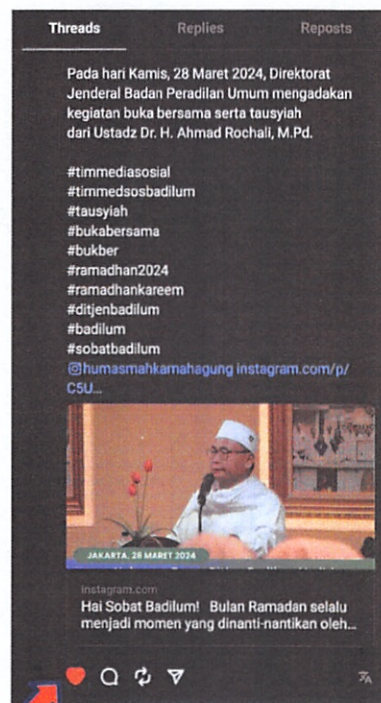 Threads Replies Reposts
Pada hari Kamis, 28 Maret 2024, Direktorat
Jenderal Badan Peradilan Umum mengadakan
kegiatan buka bersama serta tausyiah
dari Ustadz Dr. H. Ahmad Rochali, M.Pd.
#timmediasosial
#timmedsosbadilum
#tausyiah
#bukabersama
#bukber
#ramadhan2024
#ramadhankareem
#ditjenbadilum
#badilum
#sobatbadilum
@humasmahkamahagung instagram.com/p/
C5U...
JAKARTA, 28 MARET 2024
instagram.com
Hai Sobat Badilum! Bulan Ramadan selalu
menjadi momen yang dinanti-nantikan oleh...